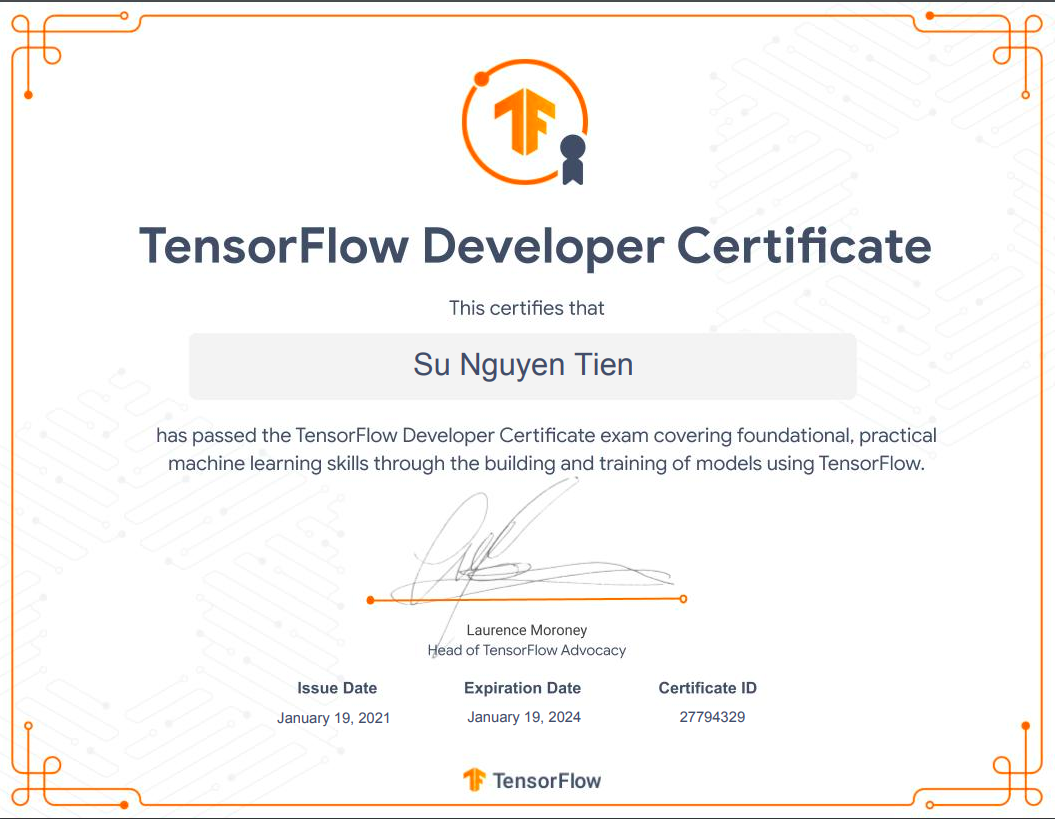 TensorFlow Developer Certificate
This certifies that
Su Nguyen Tien
has passed the TensorFlow Developer Certificate exam covering foundational, practical
machine learning skills through the building and training of models using TensorFlow.
Laurence Moroney
Head of TensorFlow Advocacy
Issue Date Expiration Date Certificate ID
January 19, 2021 January 19, 2024 27794329
TensorFlow